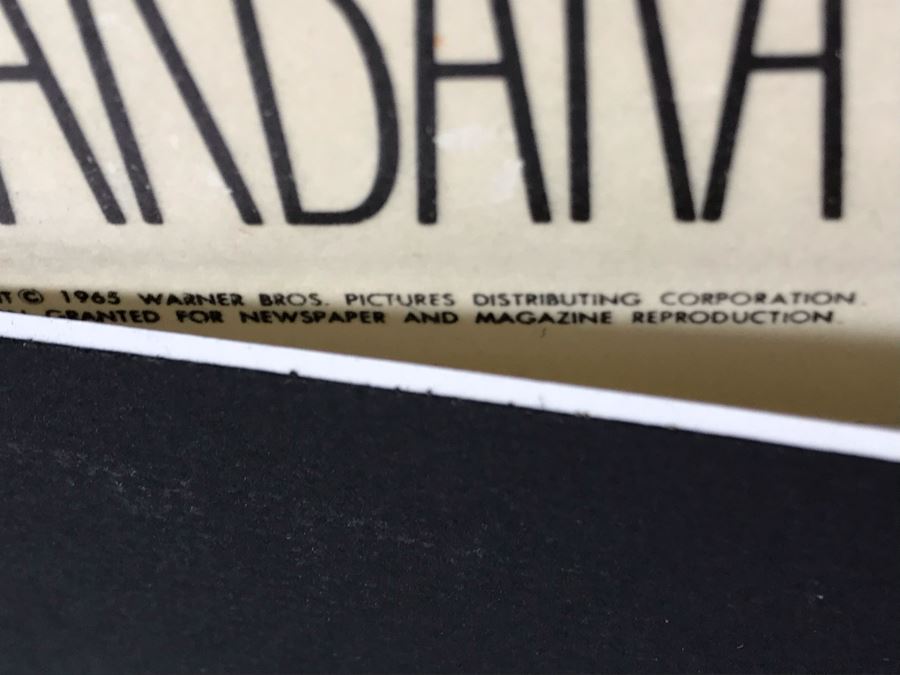 © 1965 WARNER BROS. PICTURES DISTRIBUTING CORPORATION.
GRANTED FOR NEWSPAPER AND MAGAZINE REPRODUCTION.